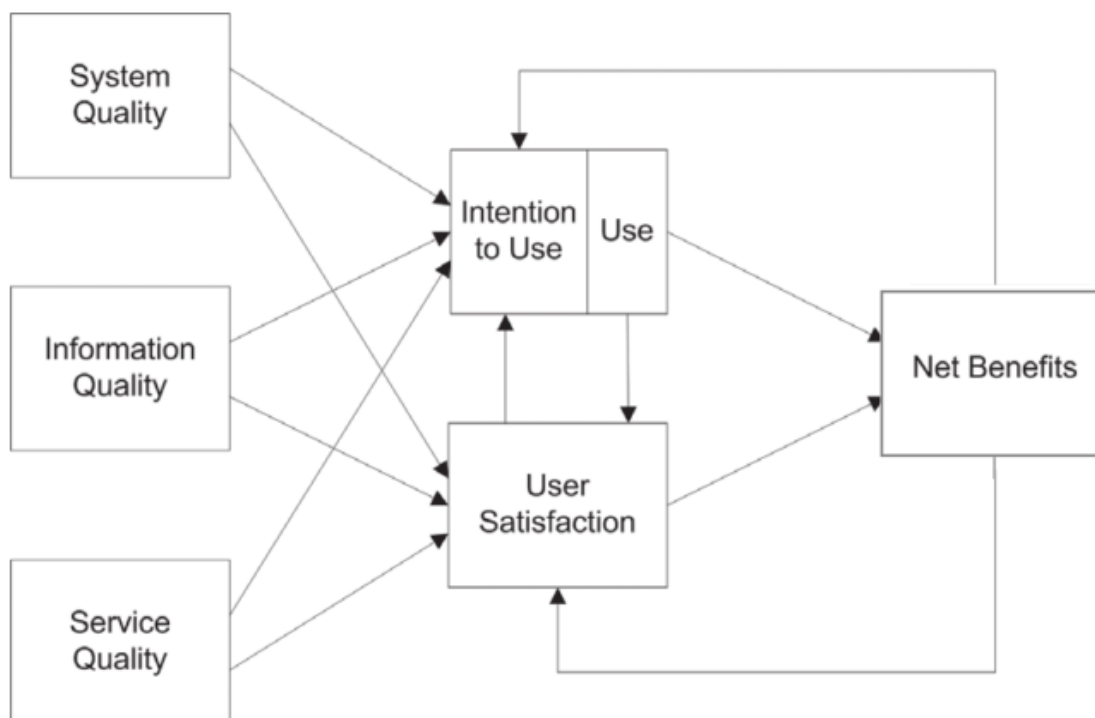 System
Quality
Intention
to Use
Use
Information
Quality
Net Benefits
User
Satisfaction
Service
Quality